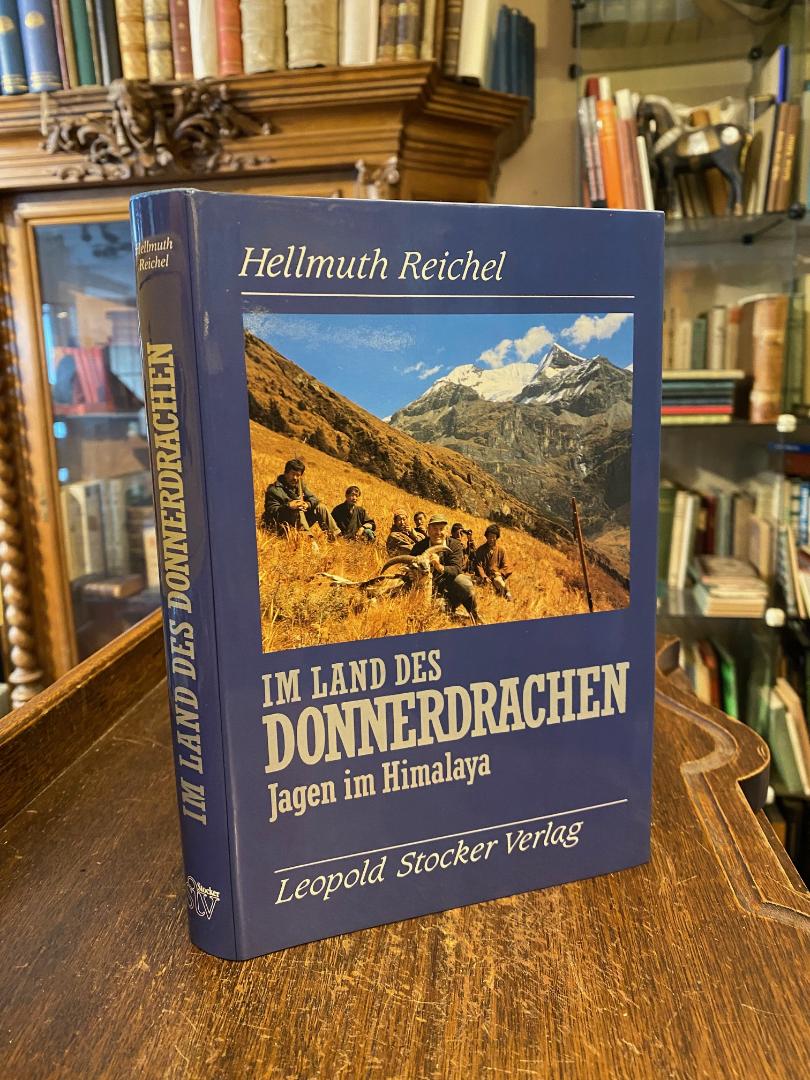 Hellmuth
Reichel
IM LAND DES DONNERDRACHEN
Stocker
StV
Hellmuth Reichel
IM LAND DES
DONNERDRACHEN
Jagen im Himalaya
Leopold Stocker Verlag